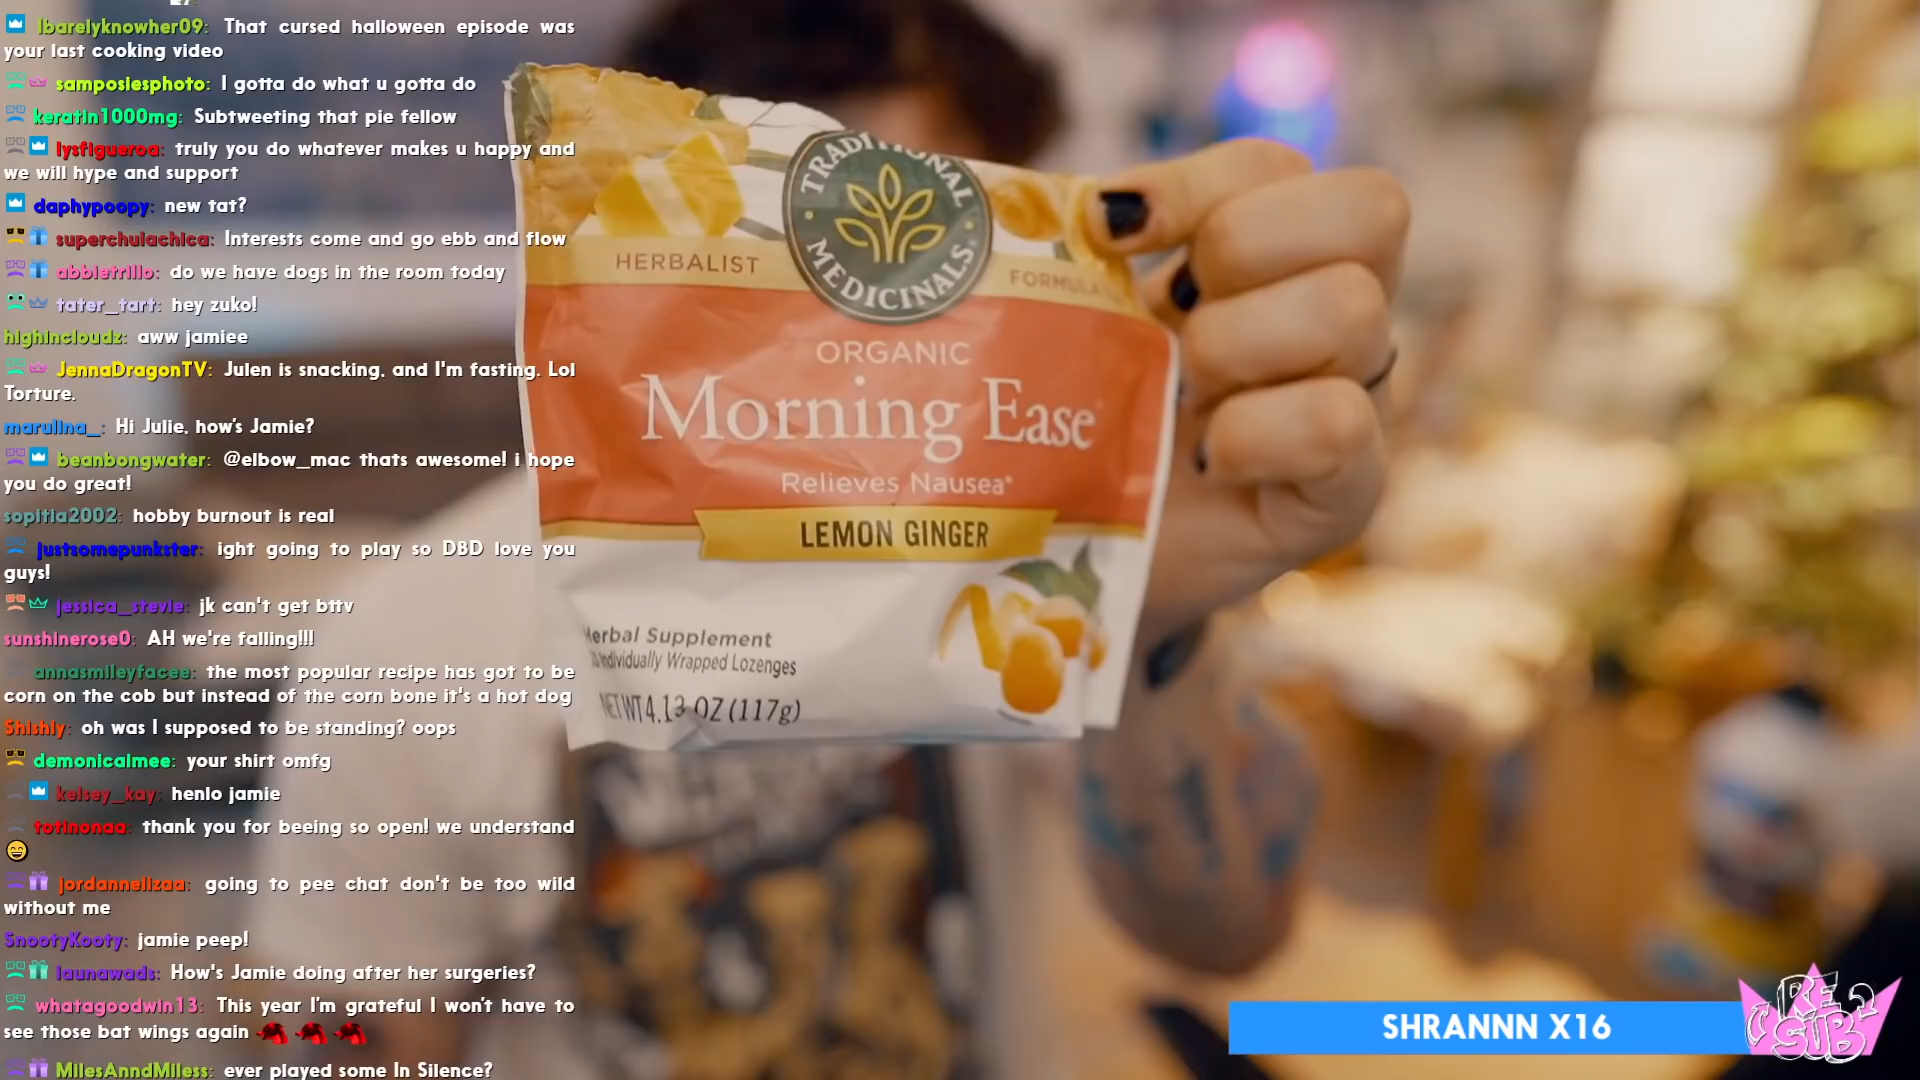 lbarelyknowher09: That cursed halloween episode was
your last cooking video
samposiesphoto: I gotta do what u gotta do
keratin1000mg: Subtweeting that pie fellow
lysfigueroa: truly you do whatever makes u happy and
we will hype and support
daphypoopy: new tat?
superchulachica: Interests come and go ebb and flow
abbietrillo: do we have dogs in the room today
tater_tart: hey zuko!
highincloudz: aww jamiee
JennaDragonTV: Julen is snacking, and I'm fasting. Lol
Torture.
marulina_: Hi Julie, how's Jamie?
beanbongwater: @elbow_mac thats awesome! i hope
you do great!
sopitia2002: hobby burnout is real
justsomepunkster: ight going to play so DBD love you
guys!
jessica_stevie: jk can't get bttv
sunshinerose0: AH we're falling!!!
annasmileyfacee: the most popular recipe has got to be
corn on the cob but instead of the corn bone it's a hot dog
Shishly: oh was I supposed to be standing? oops
demonicaimee: your shirt omfg
kelsey_kay: henlo jamie
totinonaa: thank you for beeing so open! we understand
jordannelizaa: going to pee chat don't be too wild
without me
SnootyKooty: jamie peep!
launawads: How's Jamie doing after her surgeries?
whatagoodwin13: This year I'm grateful I won't have to
see those bat wings again
MilesAnndMiless: ever played some In Silence?
TRADITIONAL
MEDICINALS
HERBALIST
FORMULA
ORGANIC
Morning Ease
Relieves Nausea*
LEMON GINGER
Herbal Supplement
Individually Wrapped Lozenges
NET WT 4.13 OZ (117g)
SHRANNN X16
RE
SUB